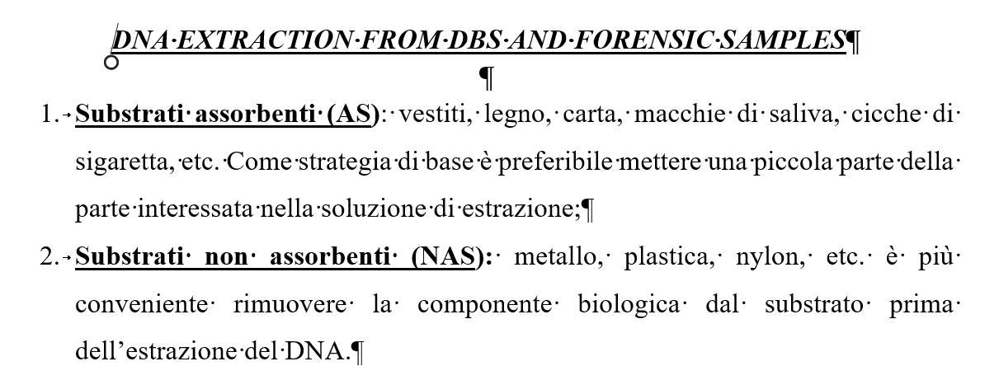 DNA EXTRACTION FROM DBS AND FORENSIC SAMPLES¶
¶
1. Substrati assorbenti (AS): vestiti, legno, carta, macchie di saliva, cicche di
sigaretta, etc. Come strategia di base è preferibile mettere una piccola parte della
parte interessata nella soluzione di estrazione;¶
2. Substrati non assorbenti (NAS): metallo, plastica, nylon, etc. è più
conveniente rimuovere la componente biologica dal substrato prima
dell’estrazione del DNA.¶